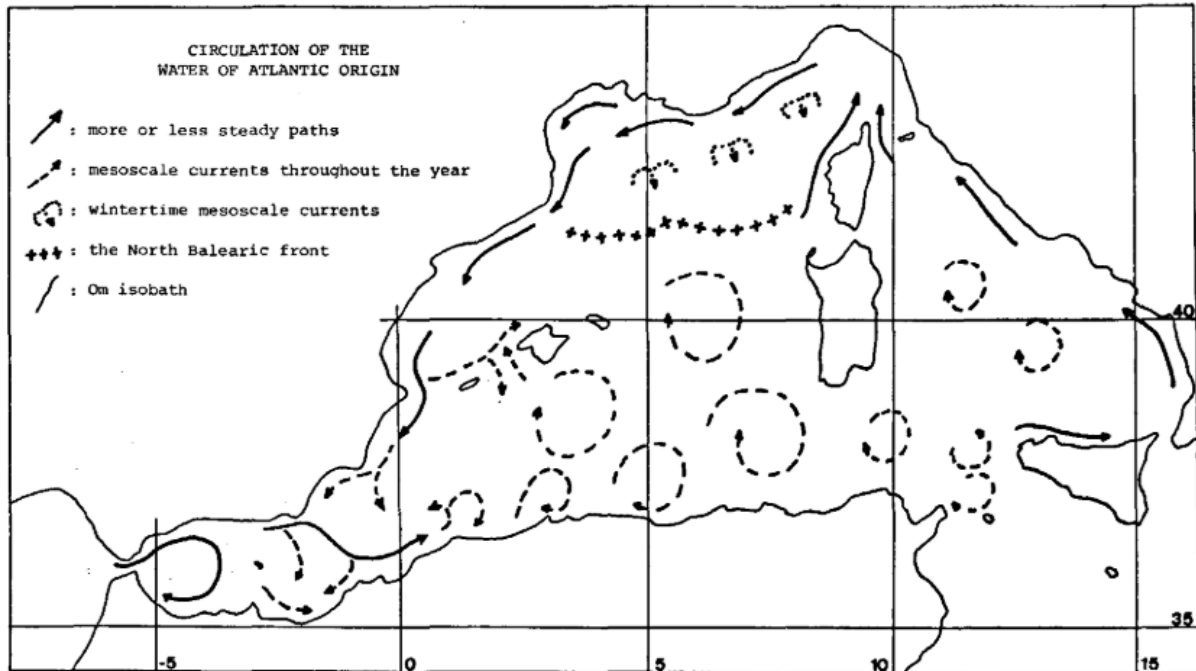 CIRCULATION OF THE
WATER OF ATLANTIC ORIGIN
: more or less steady paths
: mesoscale currents throughout the year
: wintertime mesoscale currents
: the North Balearic front
: Om isobath
40
35
-5 0 5 10 15